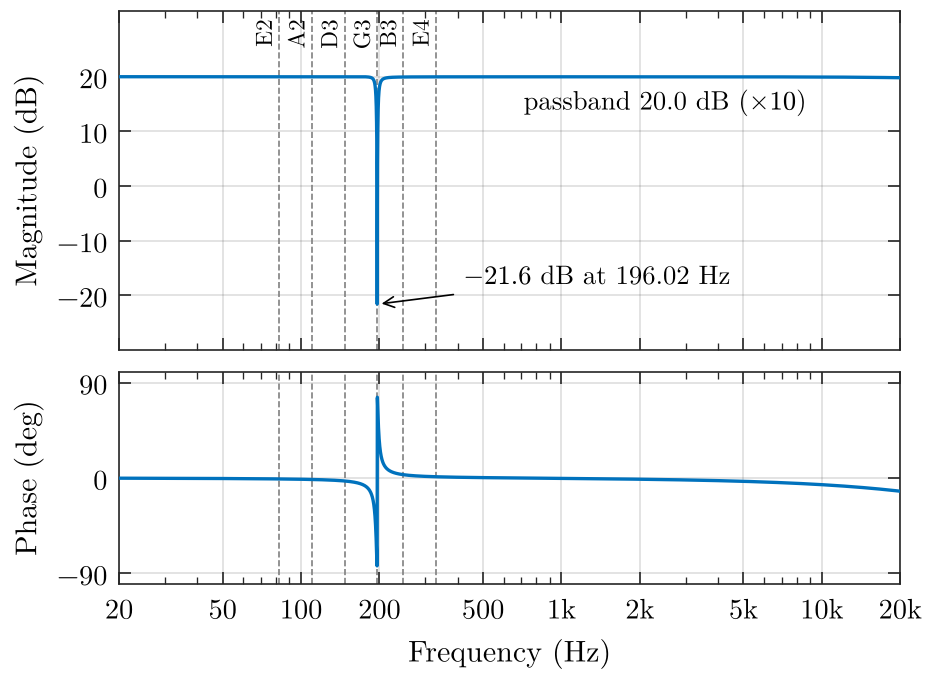 E2 A2 D3 G3 B3 E4
Magnitude (dB)
20
10
0
−10
−20
passband 20.0 dB (×10)
−21.6 dB at 196.02 Hz
Phase (deg)
90
0
−90
20 50 100 200 500 1k 2k 5k 10k 20k
Frequency (Hz)